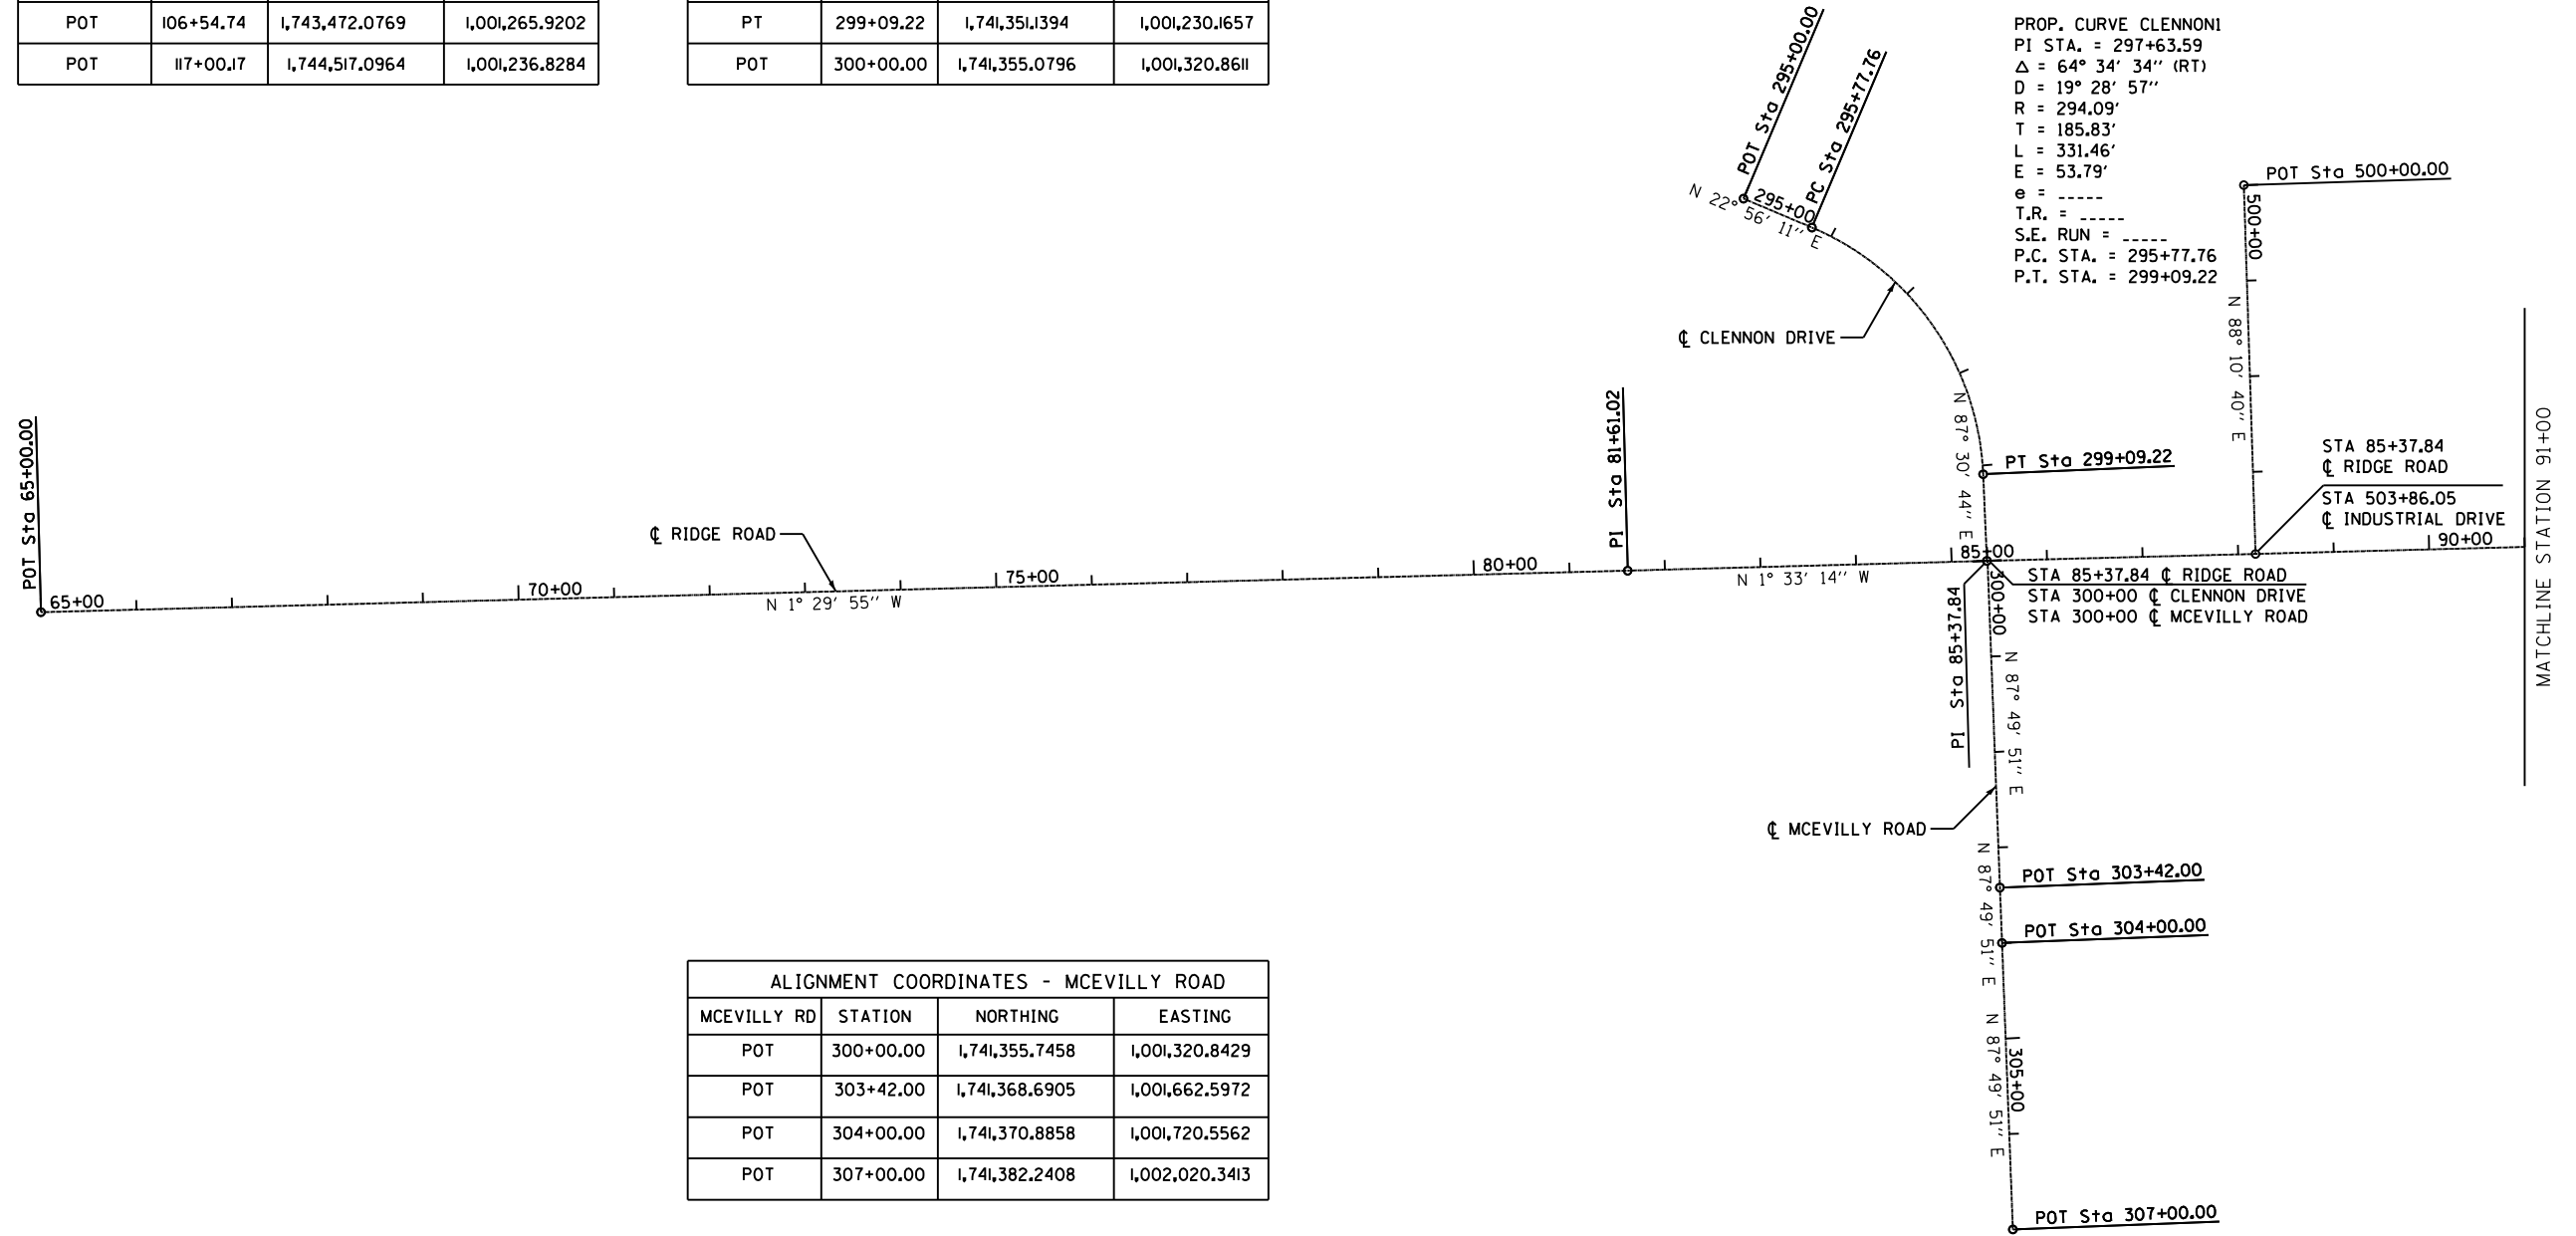 POT 106+54.74 1,743,472.0769 1,001,265.9202
POT 117+00.17 1,744,517.0964 1,001,236.8284
PT 299+09.22 1,741,351.1394 1,001,230.1657
POT 300+00.00 1,741,355.0796 1,001,320.8611
POT Sta 295+00.00
PC Sta 295+77.76
295+00
N 22° 56' 11" E
PROP. CURVE CLENNON1
PI STA. = 297+63.59
Δ = 64° 34' 34" (RT)
D = 19° 28' 57"
R = 294.09'
T = 185.83'
L = 331.46'
E = 53.79'
e = -----
T.R. = -----
S.E. RUN = -----
P.C. STA. = 295+77.76
P.T. STA. = 299+09.22
POT Sta 500+00.00
500+00
N 88° 10' 40" E
℄ CLENNON DRIVE
N 87° 30' 44" E
PT Sta 299+09.22
STA 85+37.84
℄ RIDGE ROAD
STA 503+86.05
℄ INDUSTRIAL DRIVE
MATCHLINE STATION 91+00
POT Sta 65+00.00
℄ RIDGE ROAD
PI Sta 81+61.02
65+00
70+00
75+00
80+00
85+00
90+00
N 1° 29' 55" W
N 1° 33' 14" W
STA 85+37.84 ℄ RIDGE ROAD
STA 300+00 ℄ CLENNON DRIVE
STA 300+00 ℄ MCEVILLY ROAD
PI Sta 85+37.84
300+00
N 87° 49' 51" E
℄ MCEVILLY ROAD
N 87° 49' 51" E
POT Sta 303+42.00
POT Sta 304+00.00
N 87° 49' 51" E
305+00
POT Sta 307+00.00
ALIGNMENT COORDINATES - MCEVILLY ROAD
MCEVILLY RD STATION NORTHING EASTING
POT 300+00.00 1,741,355.7458 1,001,320.8429
POT 303+42.00 1,741,368.6905 1,001,662.5972
POT 304+00.00 1,741,370.8858 1,001,720.5562
POT 307+00.00 1,741,382.2408 1,002,020.3413